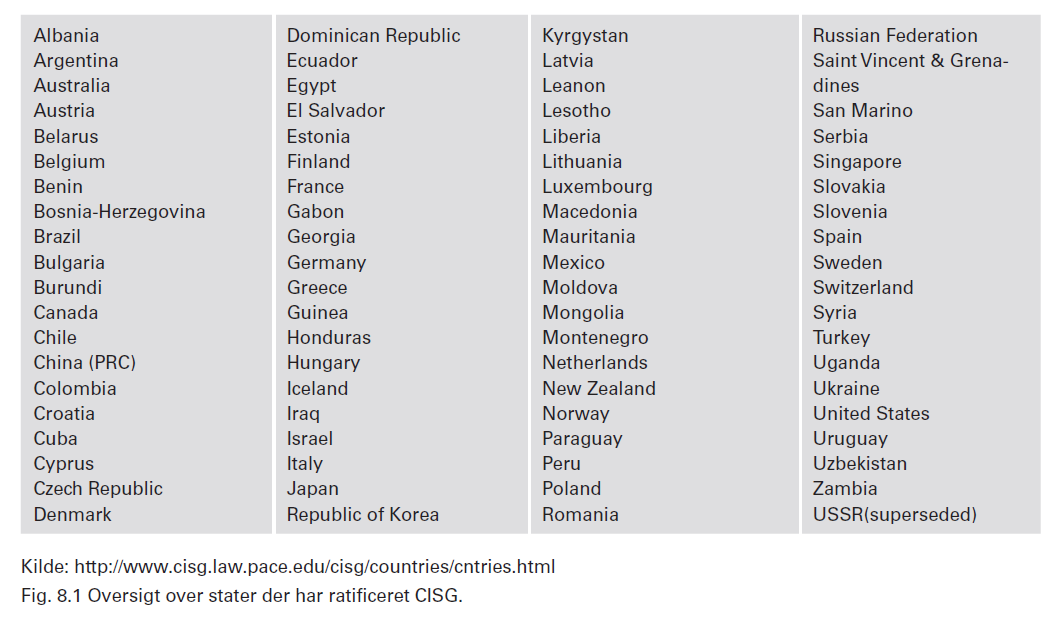 Albania
Argentina
Australia
Austria
Belarus
Belgium
Benin
Bosnia-Herzegovina
Brazil
Bulgaria
Burundi
Canada
Chile
China (PRC)
Colombia
Croatia
Cuba
Cyprus
Czech Republic
Denmark
Dominican Republic
Ecuador
Egypt
El Salvador
Estonia
Finland
France
Gabon
Georgia
Germany
Greece
Guinea
Honduras
Hungary
Iceland
Iraq
Israel
Italy
Japan
Republic of Korea
Kyrgystan
Latvia
Leanon
Lesotho
Liberia
Lithuania
Luxembourg
Macedonia
Mauritania
Mexico
Moldova
Mongolia
Montenegro
Netherlands
New Zealand
Norway
Paraguay
Peru
Poland
Romania
Russian Federation
Saint Vincent & Grena-
dines
San Marino
Serbia
Singapore
Slovakia
Slovenia
Spain
Sweden
Switzerland
Syria
Turkey
Uganda
Ukraine
United States
Uruguay
Uzbekistan
Zambia
USSR(superseded)
Kilde: http://www.cisg.law.pace.edu/cisg/countries/cntries.html
Fig. 8.1 Oversigt over stater der har ratificeret CISG.